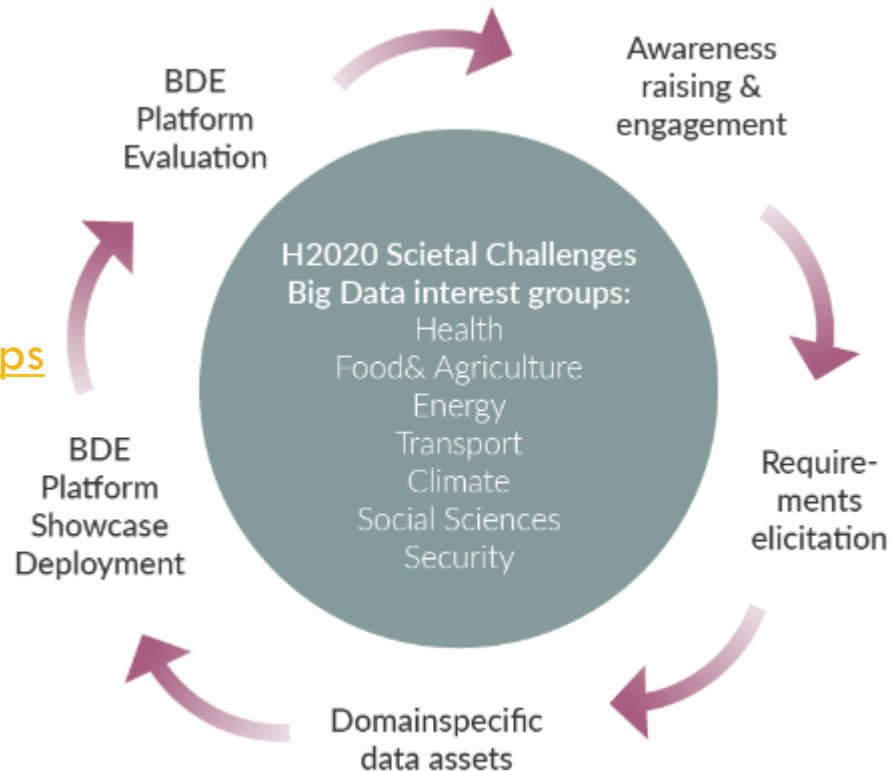 BDE
Platform
Evaluation
Awareness
raising &
engagement
H2020 Scietal Challenges
Big Data interest groups:
Health
Food& Agriculture
Energy
Transport
Climate
Social Sciences
Security
ps
BDE
Platform
Showcase
Deployment
Require-
ments
elicitation
Domainspecific
data assets